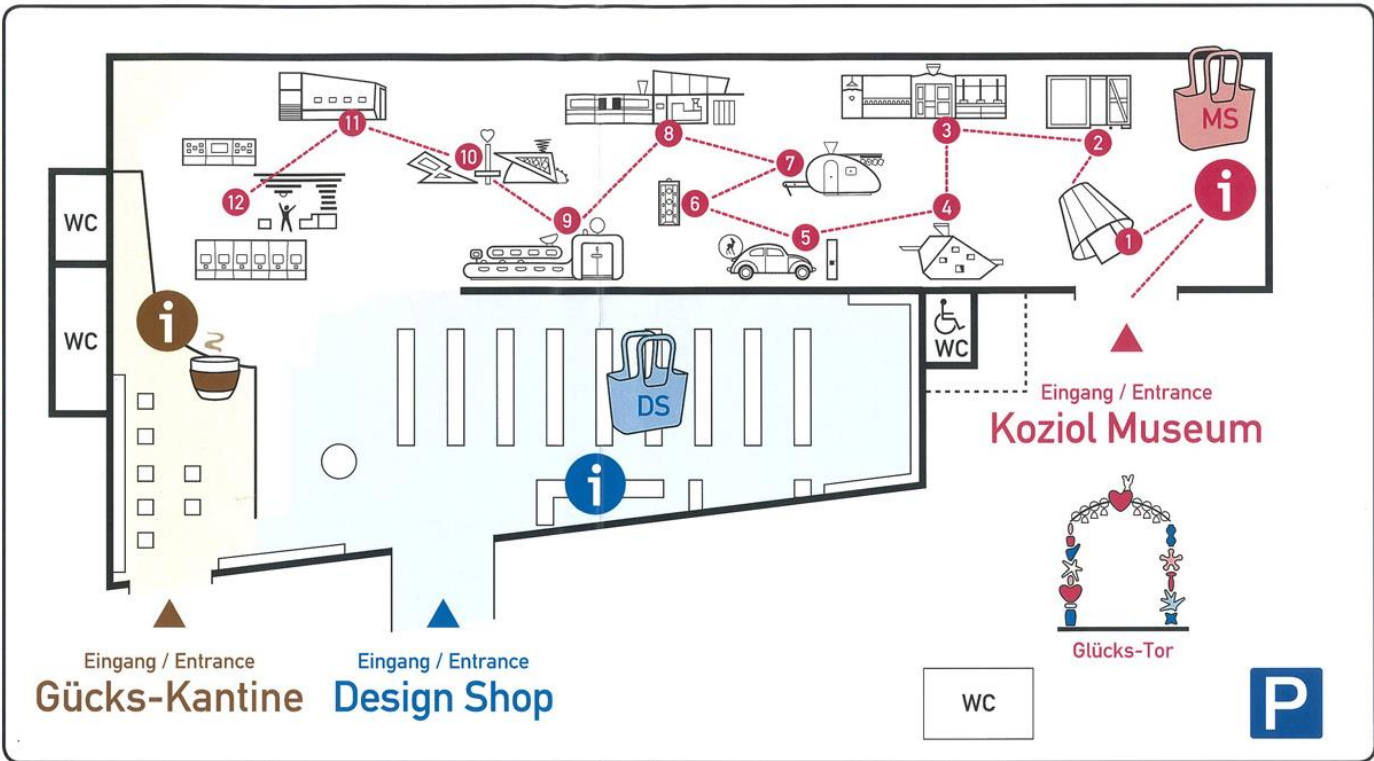 MS
11
8
3
2
10
7
12
6
4
9
5
1
i
WC
WC
i
WC
DS
i
Eingang / Entrance
Koziol Museum
Glücks-Tor
Eingang / Entrance
Gücks-Kantine
Eingang / Entrance
Design Shop
WC
P